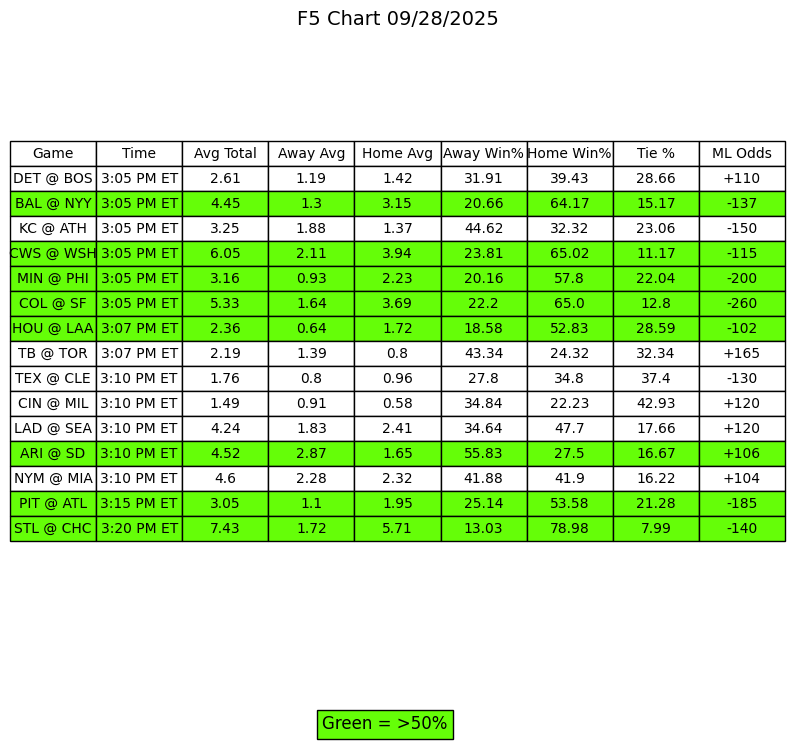 F5 Chart 09/28/2025
Game Time Avg Total Away Avg Home Avg Away Win% Home Win% Tie % ML Odds
DET @ BOS 3:05 PM ET 2.61 1.19 1.42 31.91 39.43 28.66 +110
BAL @ NYY 3:05 PM ET 4.45 1.3 3.15 20.66 64.17 15.17 -137
KC @ ATH 3:05 PM ET 3.25 1.88 1.37 44.62 32.32 23.06 -150
CWS @ WSH 3:05 PM ET 6.05 2.11 3.94 23.81 65.02 11.17 -115
MIN @ PHI 3:05 PM ET 3.16 0.93 2.23 20.16 57.8 22.04 -200
COL @ SF 3:05 PM ET 5.33 1.64 3.69 22.2 65.0 12.8 -260
HOU @ LAA 3:07 PM ET 2.36 0.64 1.72 18.58 52.83 28.59 -102
TB @ TOR 3:07 PM ET 2.19 1.39 0.8 43.34 24.32 32.34 +165
TEX @ CLE 3:10 PM ET 1.76 0.8 0.96 27.8 34.8 37.4 -130
CIN @ MIL 3:10 PM ET 1.49 0.91 0.58 34.84 22.23 42.93 +120
LAD @ SEA 3:10 PM ET 4.24 1.83 2.41 34.64 47.7 17.66 +120
ARI @ SD 3:10 PM ET 4.52 2.87 1.65 55.83 27.5 16.67 +106
NYM @ MIA 3:10 PM ET 4.6 2.28 2.32 41.88 41.9 16.22 +104
PIT @ ATL 3:15 PM ET 3.05 1.1 1.95 25.14 53.58 21.28 -185
STL @ CHC 3:20 PM ET 7.43 1.72 5.71 13.03 78.98 7.99 -140
Green = >50%